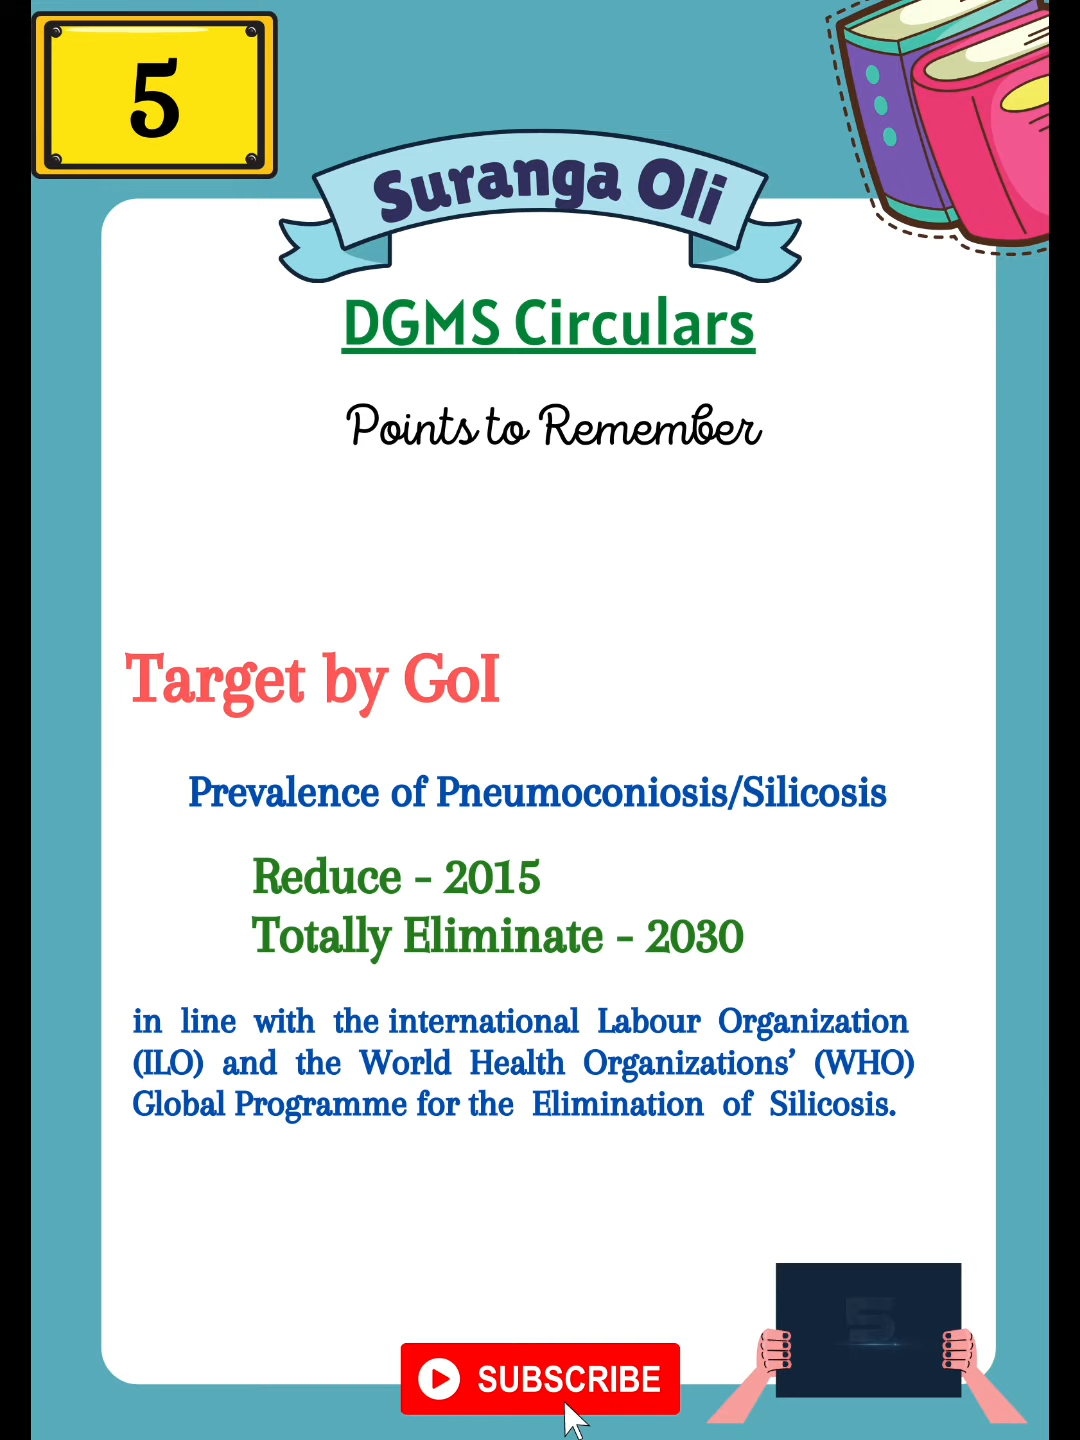 5
Suranga Oli
DGMS Circulars
Points to Remember
Target by GoI
Prevalence of Pneumoconiosis/Silicosis
Reduce - 2015
Totally Eliminate - 2030
in line with the international Labour Organization
(ILO) and the World Health Organizations’ (WHO)
Global Programme for the Elimination of Silicosis.
5
SUBSCRIBE